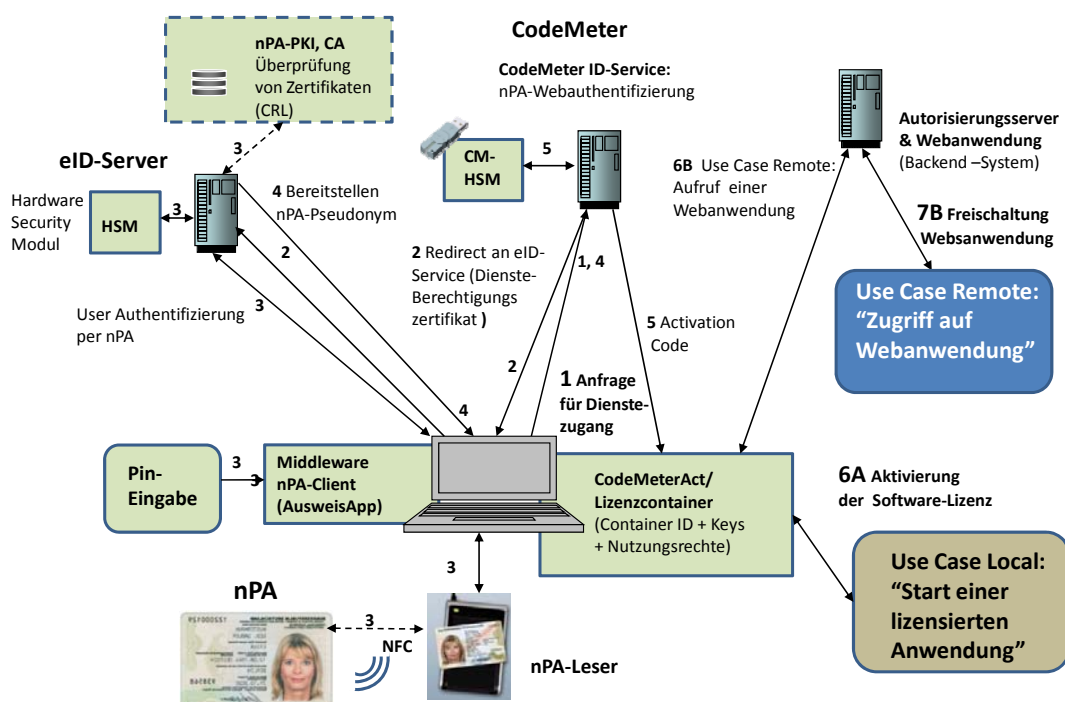 nPA-PKI, CA
Überprüfung
von Zertifikaten
(CRL)
CodeMeter
CodeMeter ID-Service:
nPA-Webauthentifizierung
eID-Server
3
Hardware
Security
Modul
HSM
3
4 Bereitstellen
nPA-Pseudonym
2
3
User Authentifizierung
per nPA
4
CM-
HSM
5
2 Redirect an eID-
Service (Dienste-
Berechtigungs
zertifikat )
1, 4
2
5 Activation
Code
1 Anfrage
für Dienste-
zugang
6B Use Case Remote:
Aufruf einer
Webanwendung
Autorisierungsserver
& Webanwendung
(Backend –System)
7B Freischaltung
Websanwendung
Use Case Remote:
“Zugriff auf
Webanwendung”
Pin-
Eingabe
3
3
Middleware
nPA-Client
(AusweisApp)
CodeMeterAct/
Lizenzcontainer
(Container ID + Keys
+ Nutzungsrechte)
6A Aktivierung
der Software-Lizenz
Use Case Local:
“Start einer
lizensierten
Anwendung”
3
nPA
3
NFC
nPA-Leser